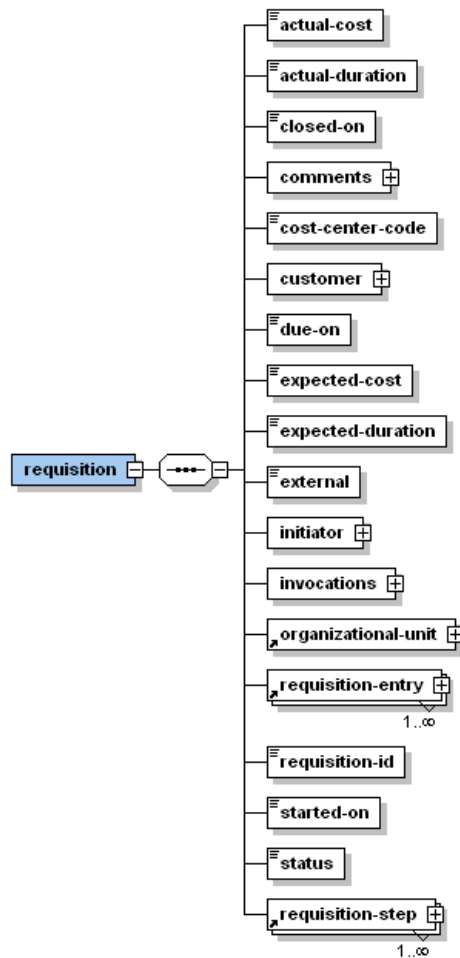 actual-cost
actual-duration
closed-on
comments
cost-center-code
customer
due-on
expected-cost
expected-duration
requisition
external
initiator
invocations
organizational-unit
requisition-entry
1..∞
requisition-id
started-on
status
requisition-step
1..∞